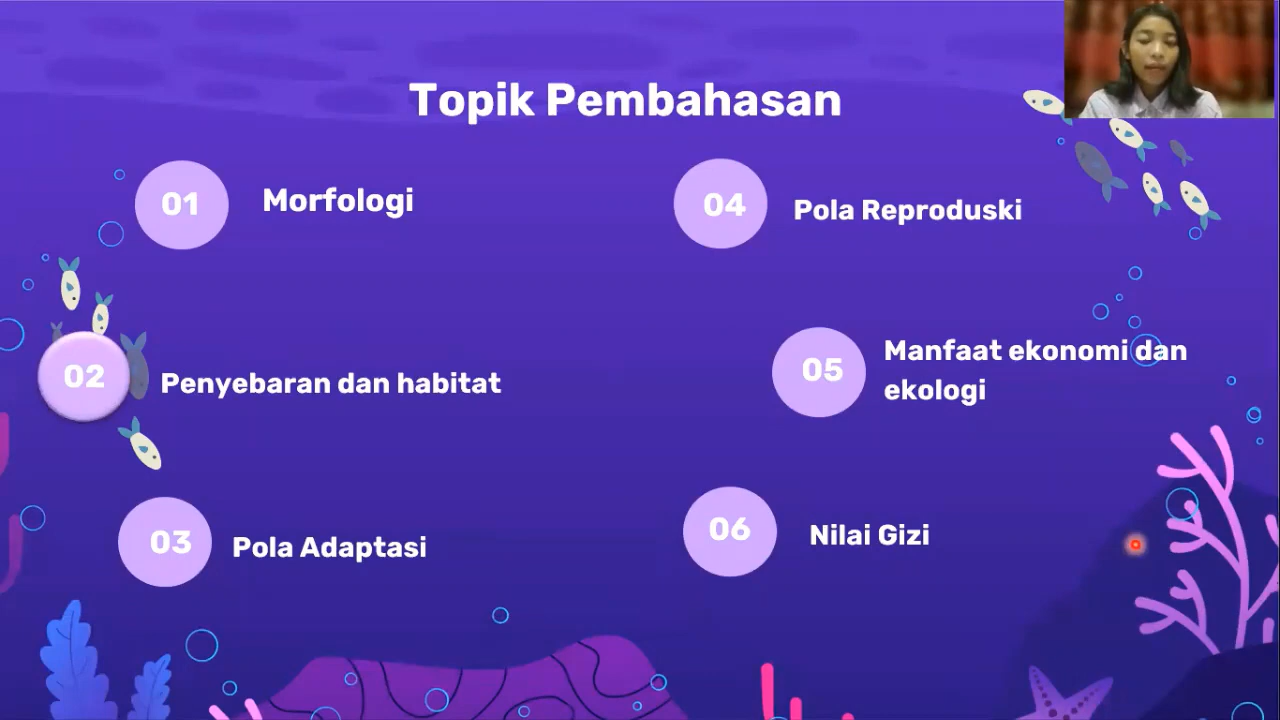 Topik Pembahasan
01
Morfologi
02
Penyebaran dan habitat
03
Pola Adaptasi
04
Pola Reproduski
05
Manfaat ekonomi dan
ekologi
06
Nilai Gizi